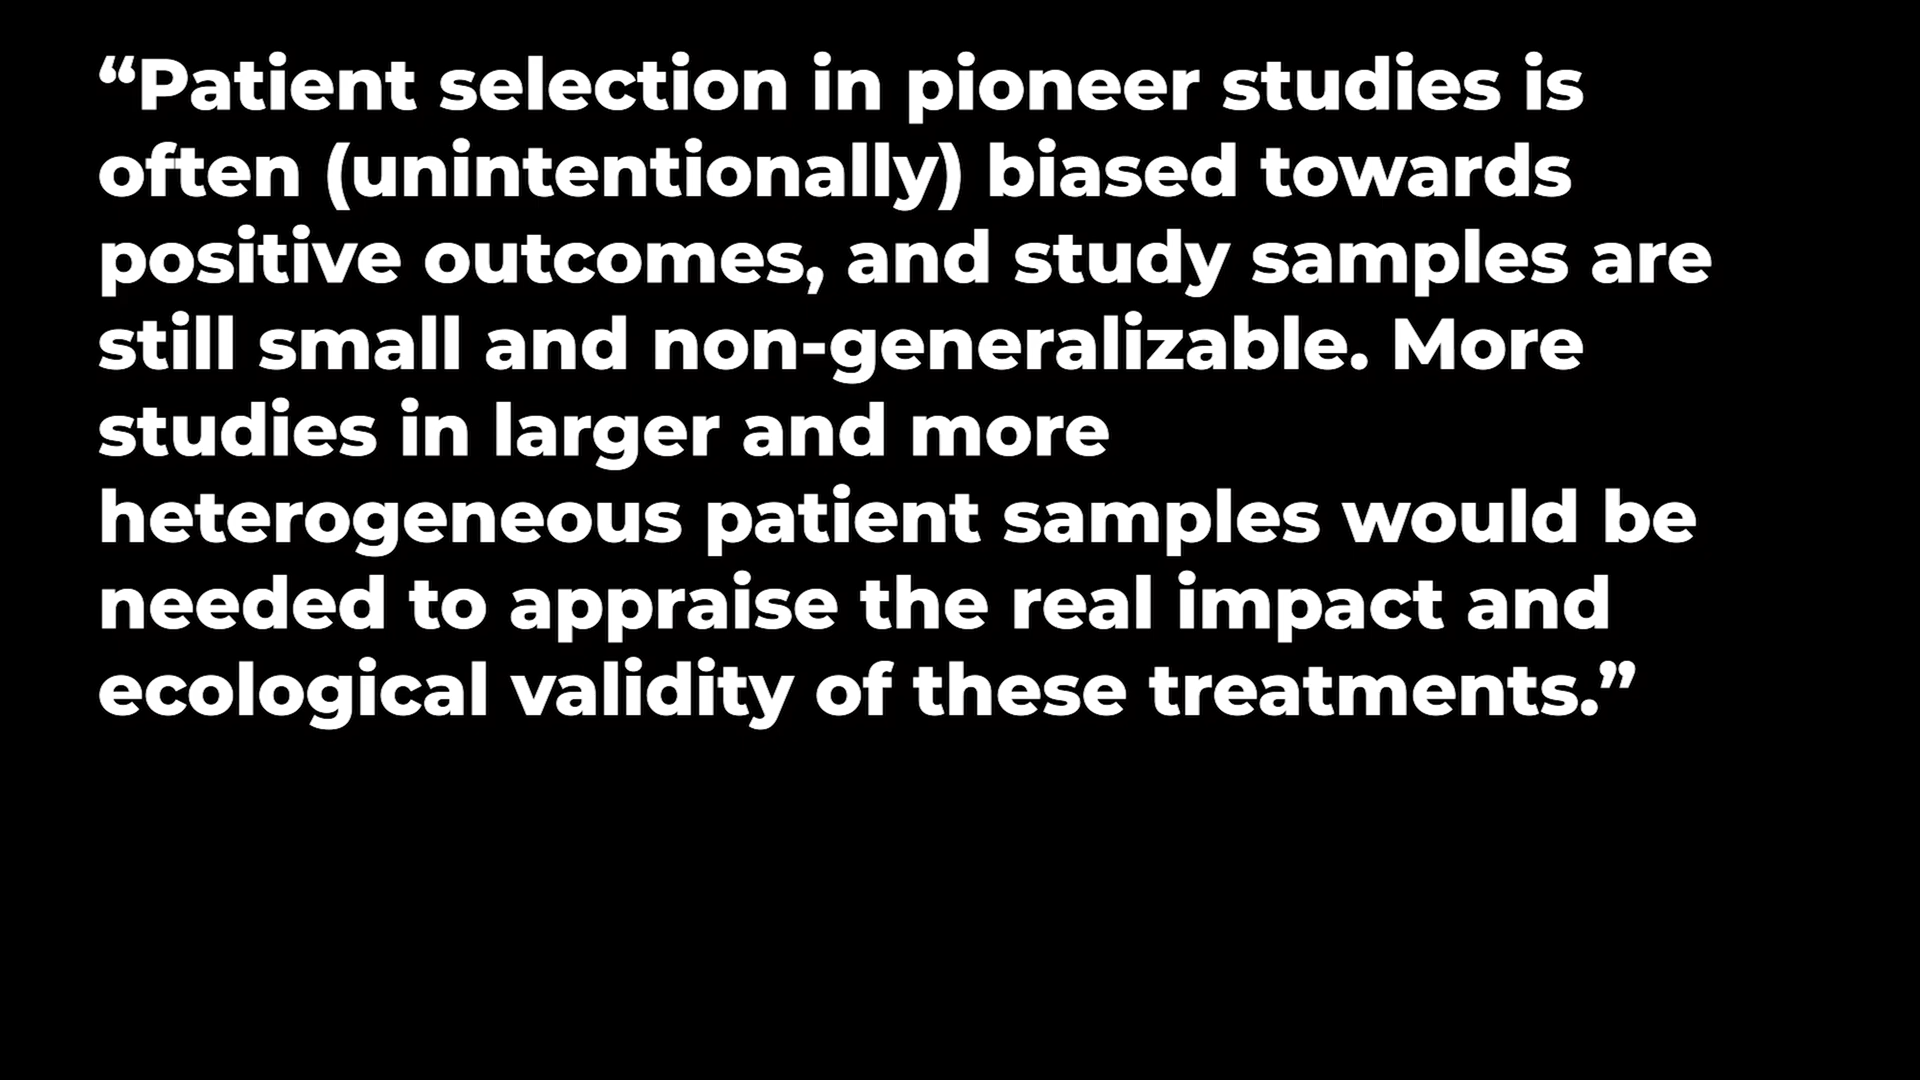 “Patient selection in pioneer studies is
often (unintentionally) biased towards
positive outcomes, and study samples are
still small and non-generalizable. More
studies in larger and more
heterogeneous patient samples would be
needed to appraise the real impact and
ecological validity of these treatments.”